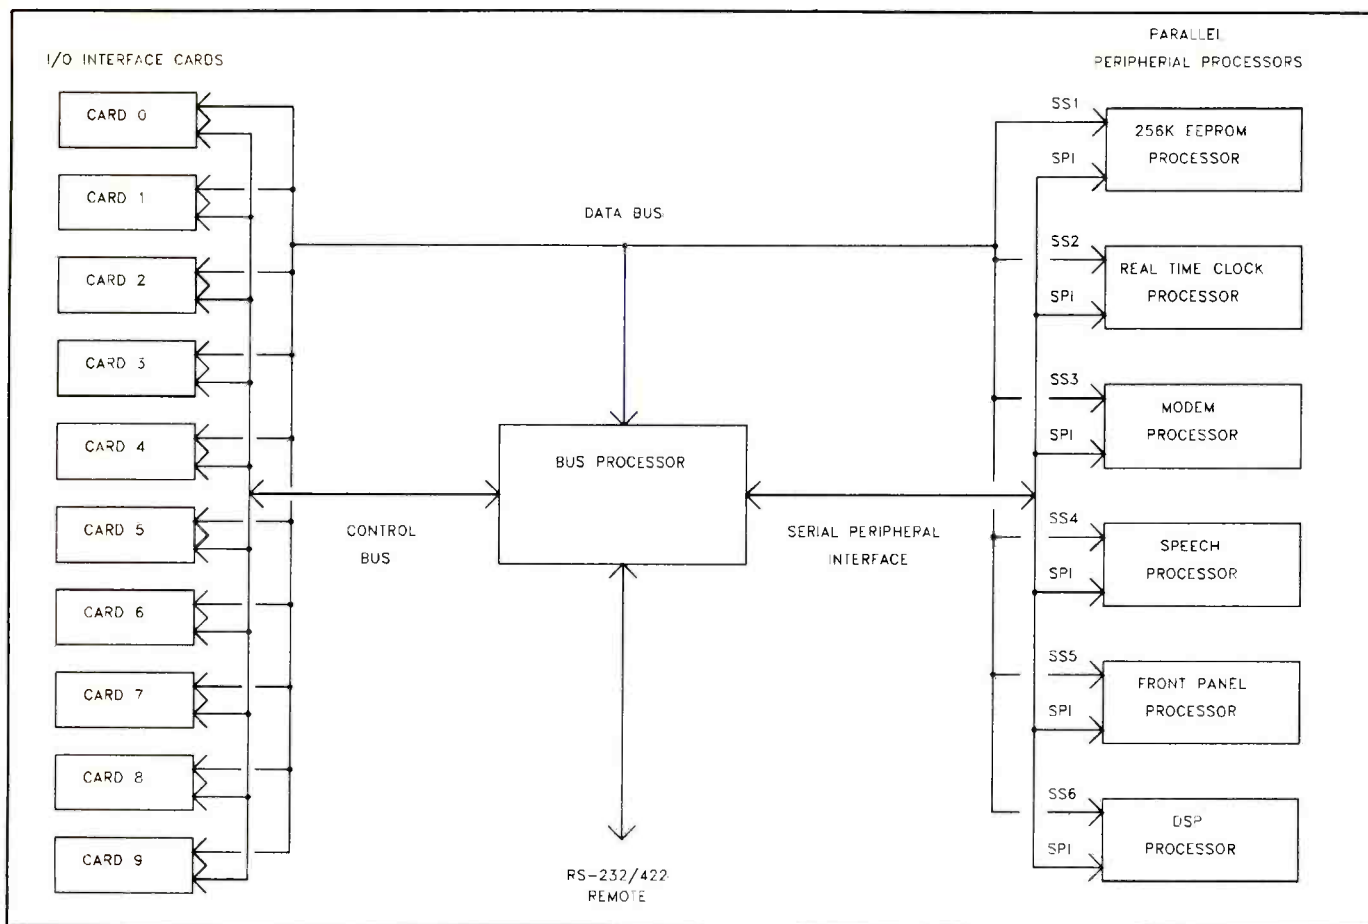 I/O INTERFACE CARDS
CARD 0
CARD 1
CARD 2
CARD 3
CARD 4
CARD 5
CARD 6
CARD 7
CARD 8
CARD 9
DATA BUS
BUS PROCESSOR
CONTROL
BUS
SERIAL PERIPHERAL
INTERFACE
RS-232/422
REMOTE
PARALLEL
PERIPHERIAL PROCESSORS
SS1
SPI
256K EEPROM
PROCESSOR
SS2
SPI
REAL TIME CLOCK
PROCESSOR
SS3
SPI
MODEM
PROCESSOR
SS4
SPI
SPEECH
PROCESSOR
SS5
SPI
FRONT PANEL
PROCESSOR
SS6
SPI
DSP
PROCESSOR